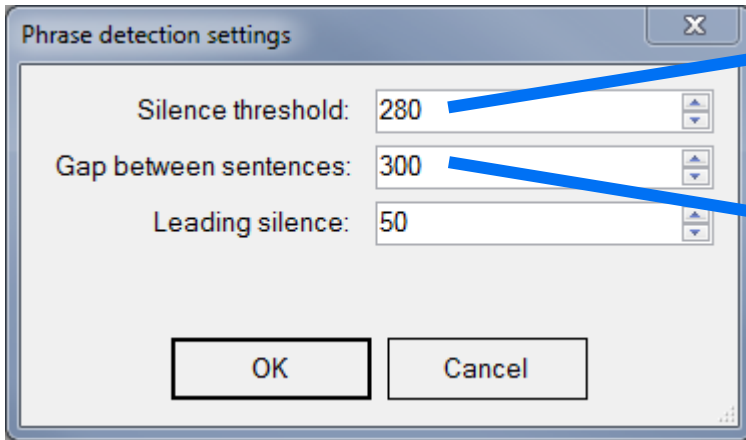 Phrase detection settings
Silence threshold: 280
Gap between sentences: 300
Leading silence: 50
OK Cancel